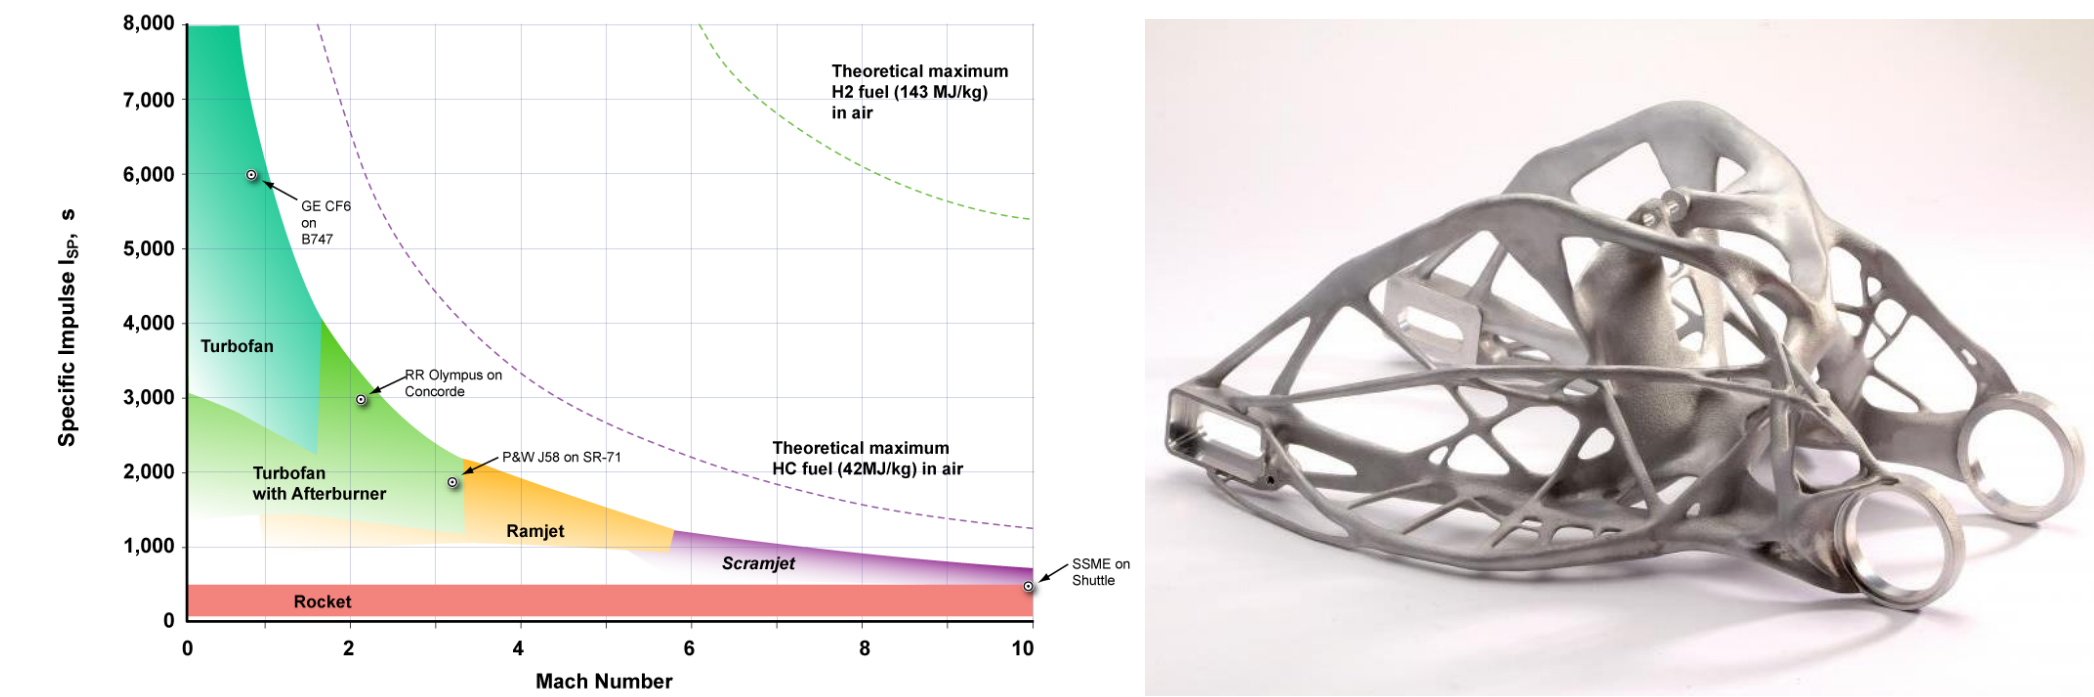 8,000
7,000
6,000
5,000
4,000
3,000
2,000
1,000
0
Specific Impulse ISP, s
Theoretical maximum
H2 fuel (143 MJ/kg)
in air
GE CF6
on
B747
Turbofan
RR Olympus on
Concorde
P&W J58 on SR-71
Theoretical maximum
HC fuel (42MJ/kg) in air
Turbofan
with Afterburner
Ramjet
Scramjet
SSME on
Shuttle
Rocket
0 2 4 6 8 10
Mach Number